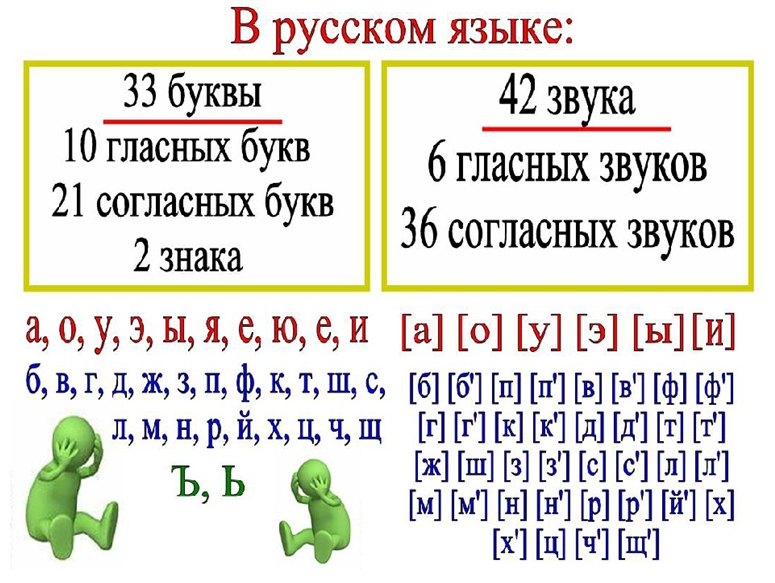 В русском языке:
33 буквы
10 гласных букв
21 согласных букв
2 знака
42 звука
6 гласных звуков
36 согласных звуков
а, о, у, э, ы, я, е, ю, е, и
б, в, г, д, ж, з, п, ф, к, т, ш, с,
л, м, н, р, й, х, ц, ч, щ
Ъ, Ь
[а] [о] [у] [э] [ы] [и]
[б] [б'] [п] [п'] [в] [в'] [ф] [ф']
[г] [г'] [к] [к'] [д] [д'] [т] [т']
[ж] [ш] [з] [з'] [с] [с'] [л] [л']
[м] [м'] [н] [н'] [р] [р'] [й'] [х]
[х'] [ц] [ч'] [щ']